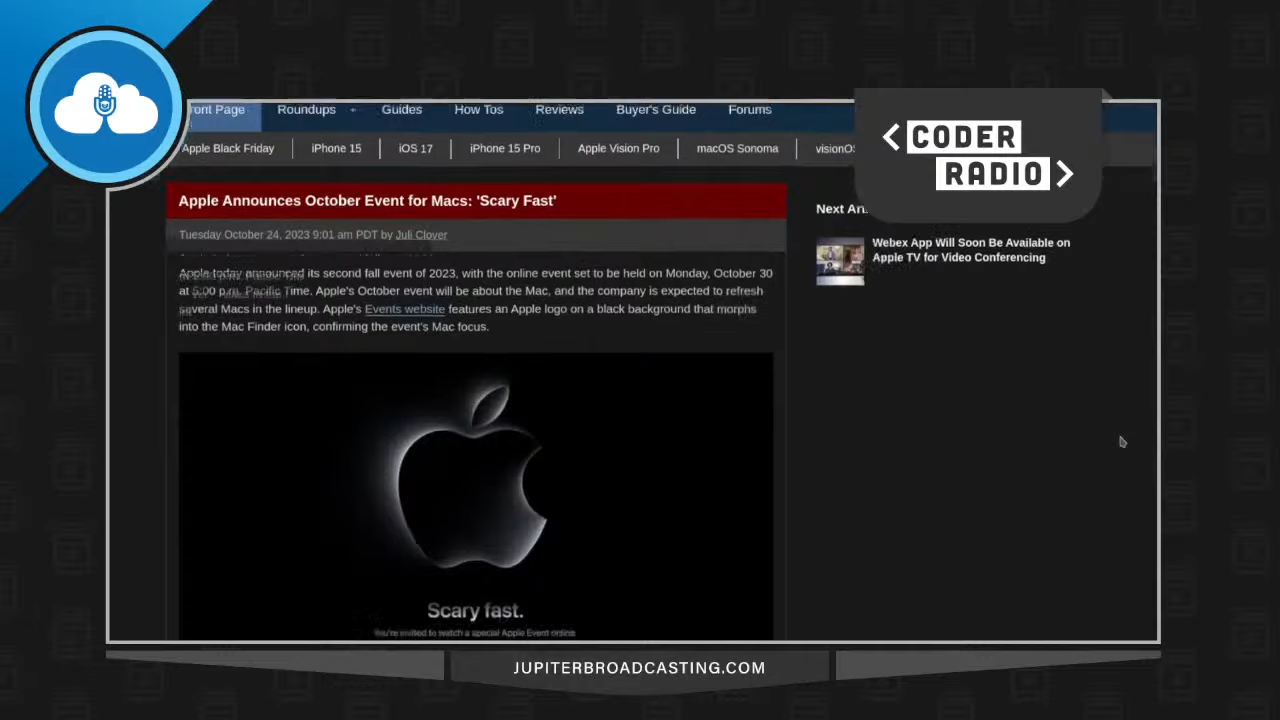 ront Page
Roundups
Guides
How Tos
Reviews
Buyer's Guide
Forums
Apple Black Friday
iPhone 15
iOS 17
iPhone 15 Pro
Apple Vision Pro
macOS Sonoma
visionOS
<CODER
RADIO>
Apple Announces October Event for Macs: 'Scary Fast'
Tuesday October 24, 2023 9:01 am PDT by Juli Clover
Apple today announced its second fall event of 2023, with the online event set to be held on Monday, October 30
at 5:00 p.m. Pacific Time. Apple's October event will be about the Mac, and the company is expected to refresh
several Macs in the lineup. Apple's Events website features an Apple logo on a black background that morphs
into the Mac Finder icon, confirming the event's Mac focus.
Next Ar
Webex App Will Soon Be Available on
Apple TV for Video Conferencing
Scary fast.
You're invited to watch a special Apple Event online
JUPITERBROADCASTING.COM